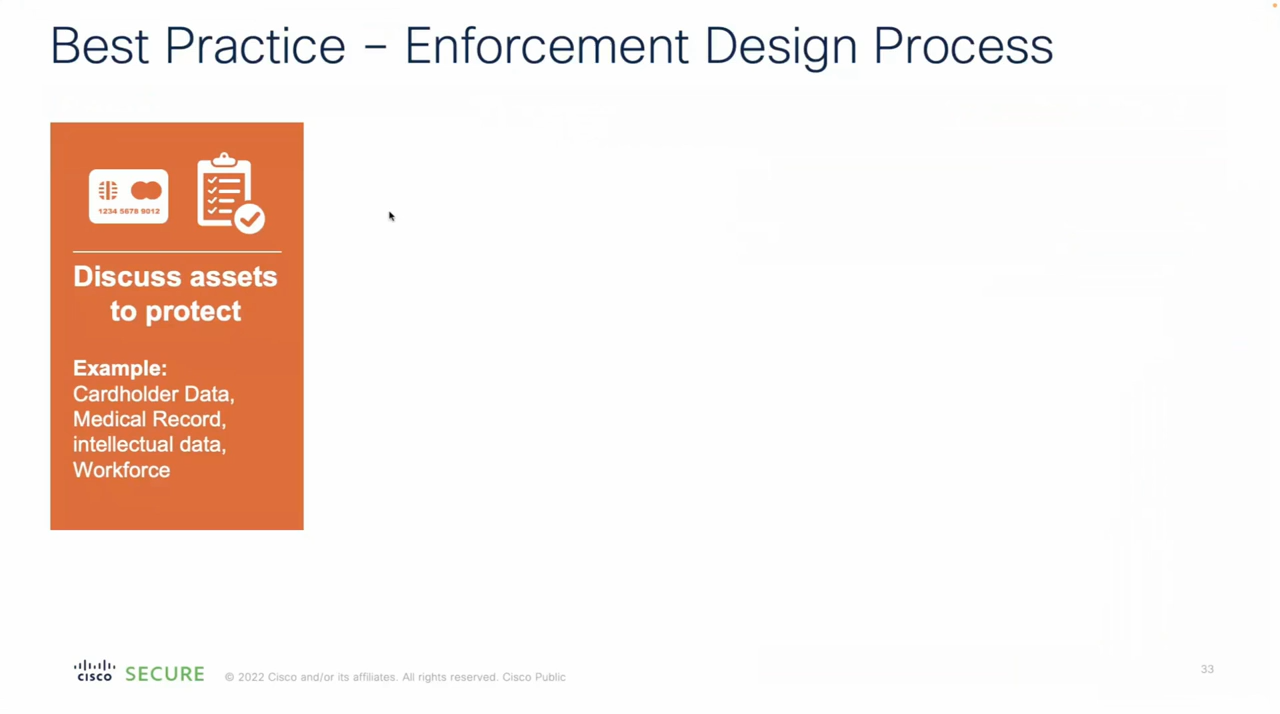 Best Practice – Enforcement Design Process
1234 5678 9012
Discuss assets
to protect
Example:
Cardholder Data,
Medical Record,
intellectual data,
Workforce
CISCO SECURE © 2022 Cisco and/or its affiliates. All rights reserved. Cisco Public
33